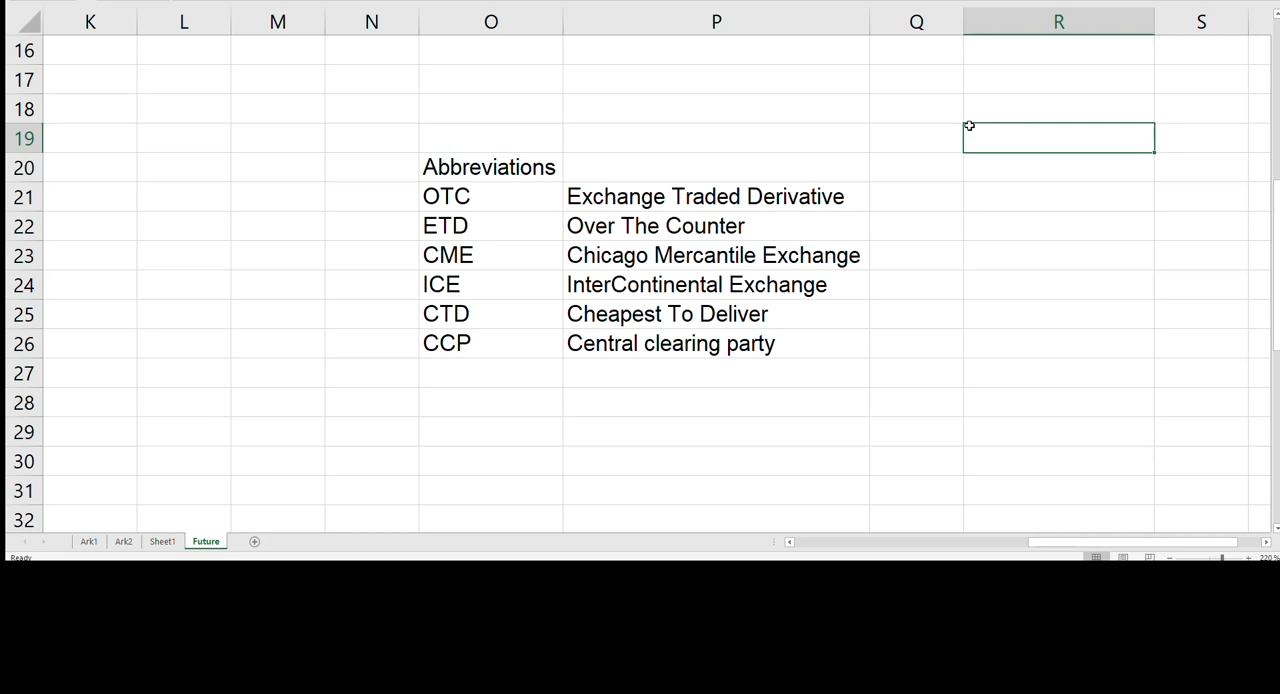 K L M N O P Q R S
16
17
18
19
20 Abbreviations
21 OTC Exchange Traded Derivative
22 ETD Over The Counter
23 CME Chicago Mercantile Exchange
24 ICE InterContinental Exchange
25 CTD Cheapest To Deliver
26 CCP Central clearing party
27
28
29
30
31
32
Ark1 Ark2 Sheet1 Future
Ready 220%